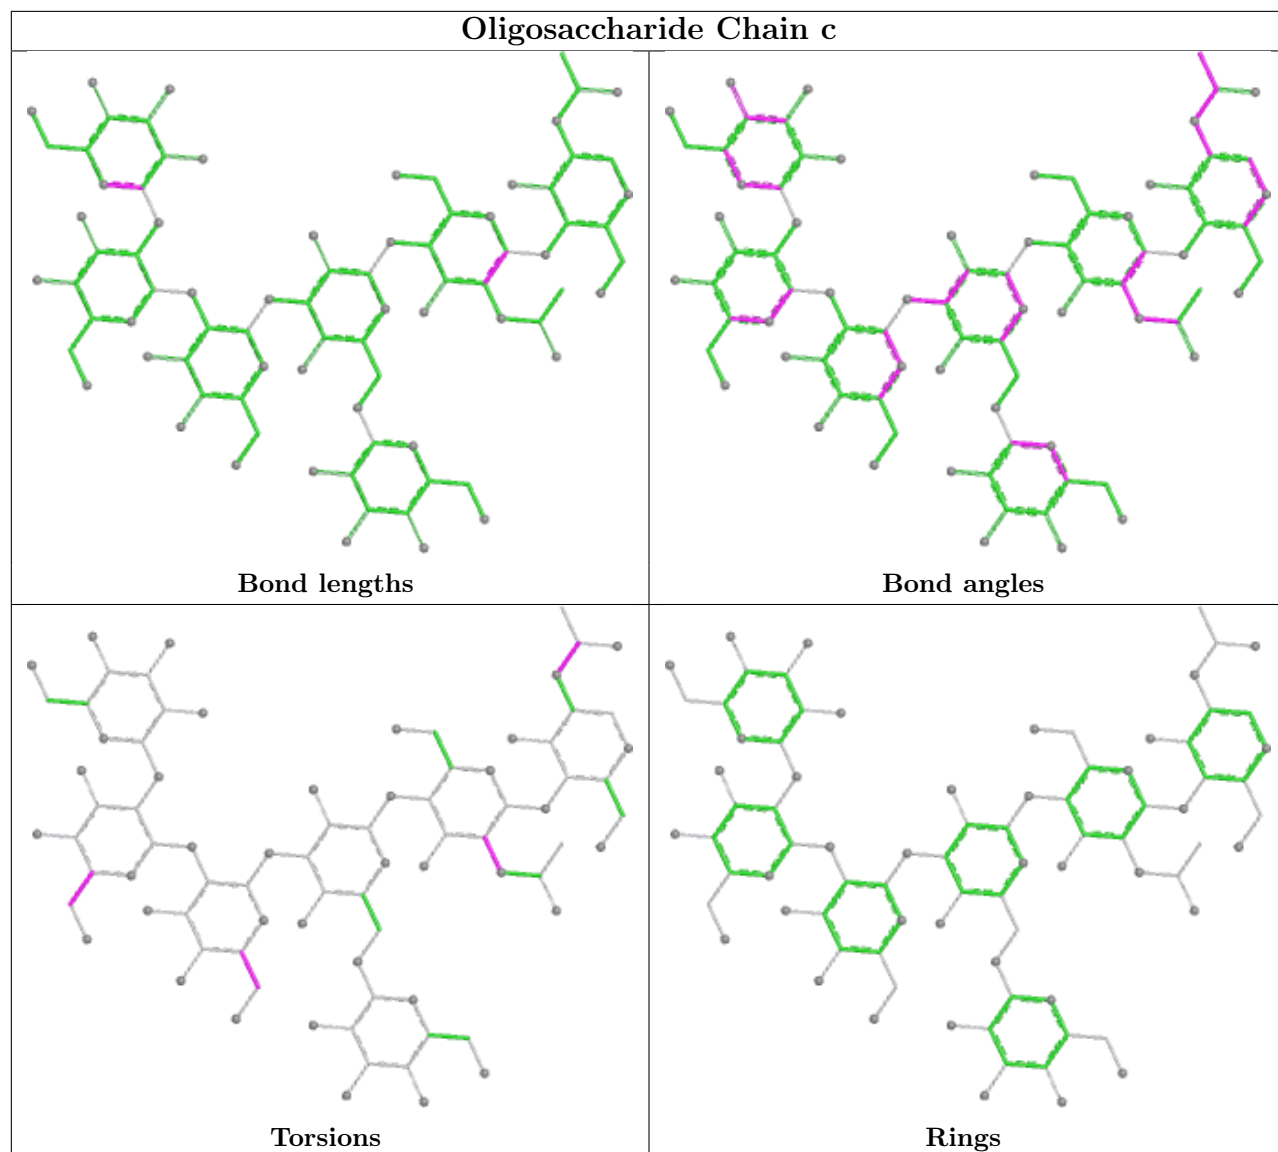 Oligosaccharide Chain c
Bond lengths
Bond angles
Torsions
Rings